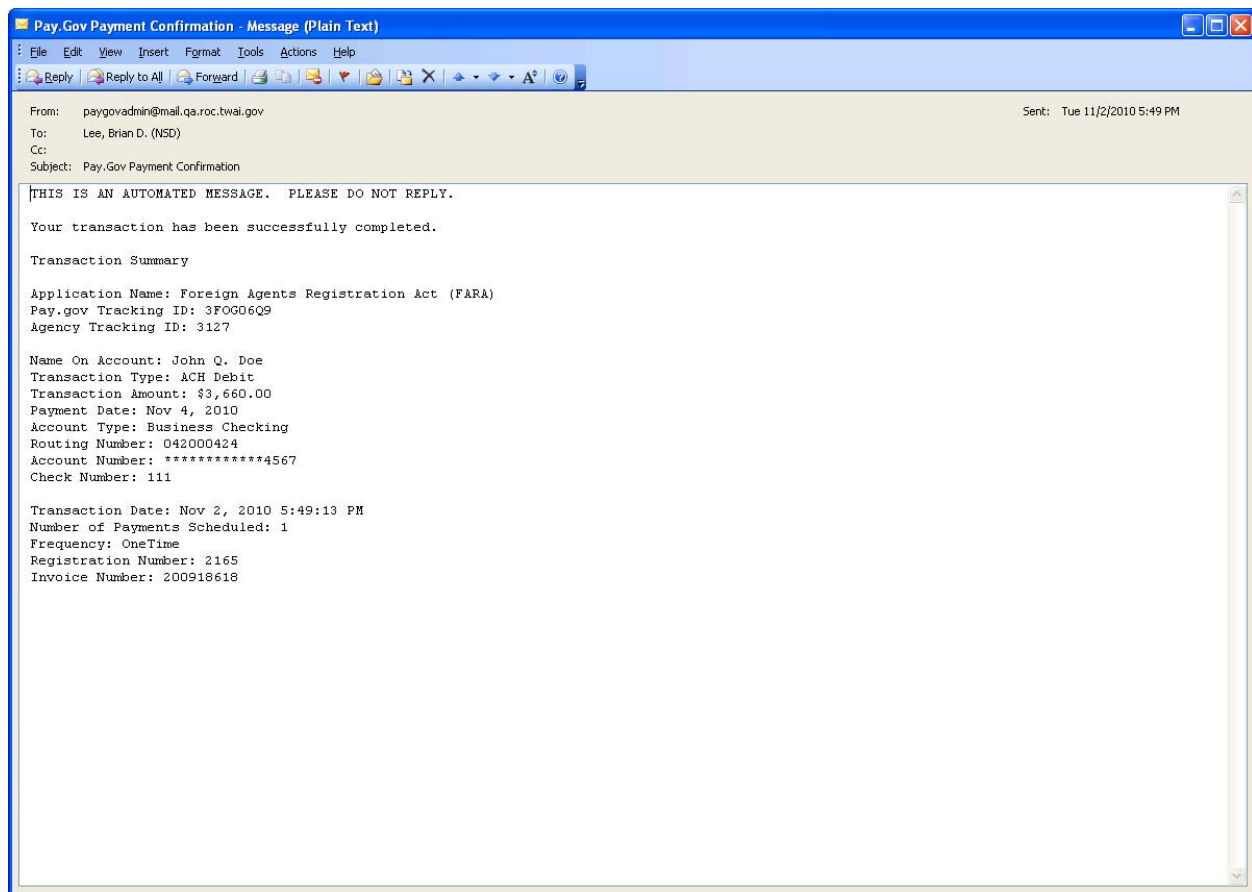 Pay.Gov Payment Confirmation - Message (Plain Text)
File Edit View Insert Format Tools Actions Help
Reply Reply to All Forward
From: paygovadmin@mail.qa.roc.twai.gov Sent: Tue 11/2/2010 5:49 PM
To: Lee, Brian D. (NSD)
Cc:
Subject: Pay.Gov Payment Confirmation
THIS IS AN AUTOMATED MESSAGE.  PLEASE DO NOT REPLY.
Your transaction has been successfully completed.
Transaction Summary
Application Name: Foreign Agents Registration Act (FARA)
Pay.gov Tracking ID: 3FOGO6Q9
Agency Tracking ID: 3127
Name On Account: John Q. Doe
Transaction Type: ACH Debit
Transaction Amount: $3,660.00
Payment Date: Nov 4, 2010
Account Type: Business Checking
Routing Number: 042000424
Account Number: ************4567
Check Number: 111
Transaction Date: Nov 2, 2010 5:49:13 PM
Number of Payments Scheduled: 1
Frequency: OneTime
Registration Number: 2165
Invoice Number: 200918618